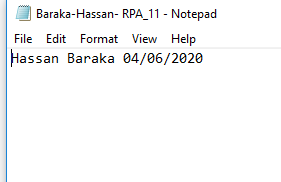 Baraka-Hassan- RPA_11 - Notepad
File Edit Format View Help
Hassan Baraka 04/06/2020